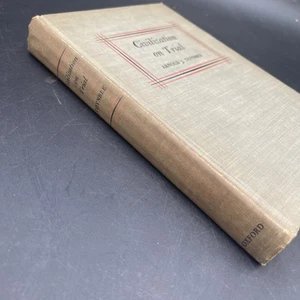 Civilization
on Trial
ARNOLD J. TOYNBEE
Civilization
on
Trial
TOYNBEE
OXFORD